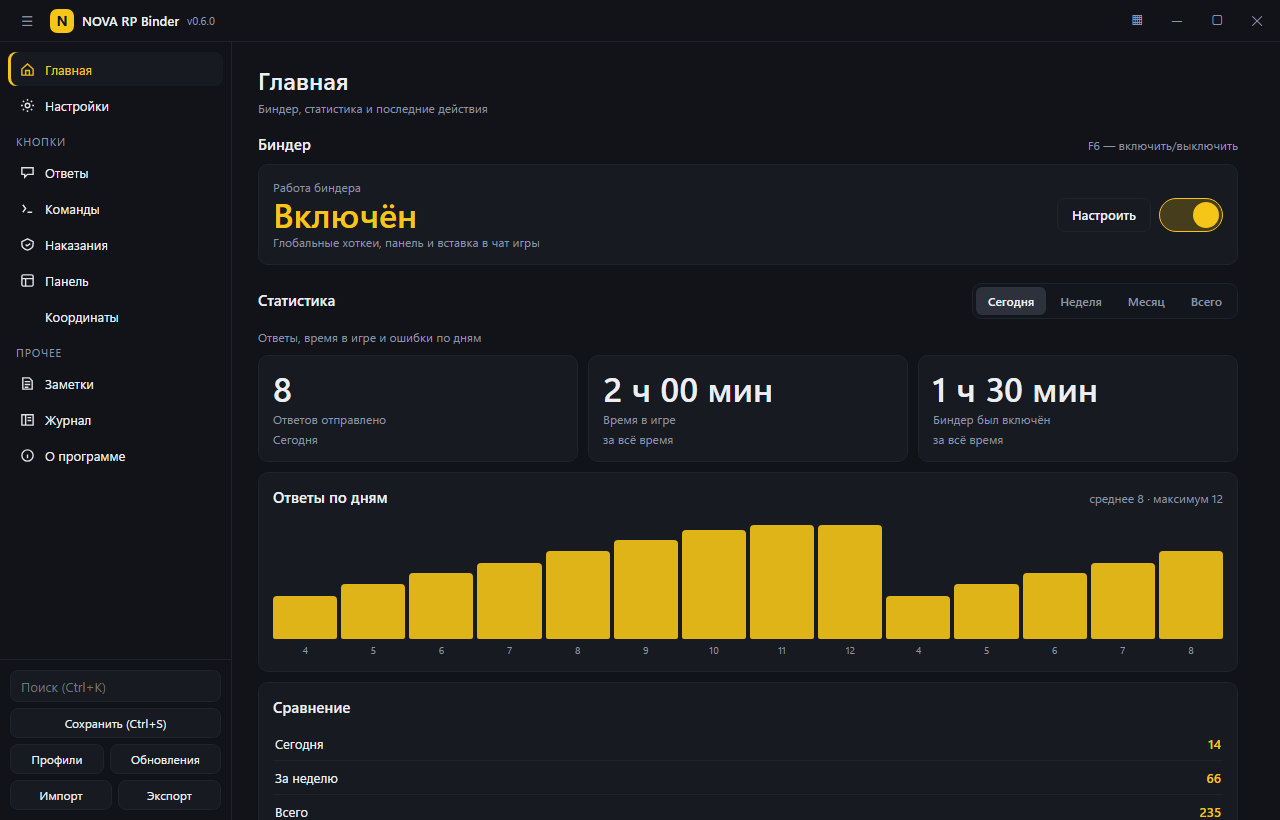 N NOVA RP Binder v0.6.0
Главная
Настройки
КНОПКИ
Ответы
Команды
Наказания
Панель
Координаты
ПРОЧЕЕ
Заметки
Журнал
О программе
Поиск (Ctrl+K)
Сохранить (Ctrl+S)
Профили Обновления
Импорт Экспорт
Главная
Биндер, статистика и последние действия
Биндер F6 — включить/выключить
Работа биндера
Включён
Глобальные хоткеи, панель и вставка в чат игры
Настроить
Статистика Сегодня Неделя Месяц Всего
Ответы, время в игре и ошибки по дням
8
Ответов отправлено
Сегодня
2 ч 00 мин
Время в игре
за всё время
1 ч 30 мин
Биндер был включён
за всё время
Ответы по дням среднее 8 · максимум 12
4 5 6 7 8 9 10 11 12 4 5 6 7 8
Сравнение
Сегодня 14
За неделю 66
Всего 235